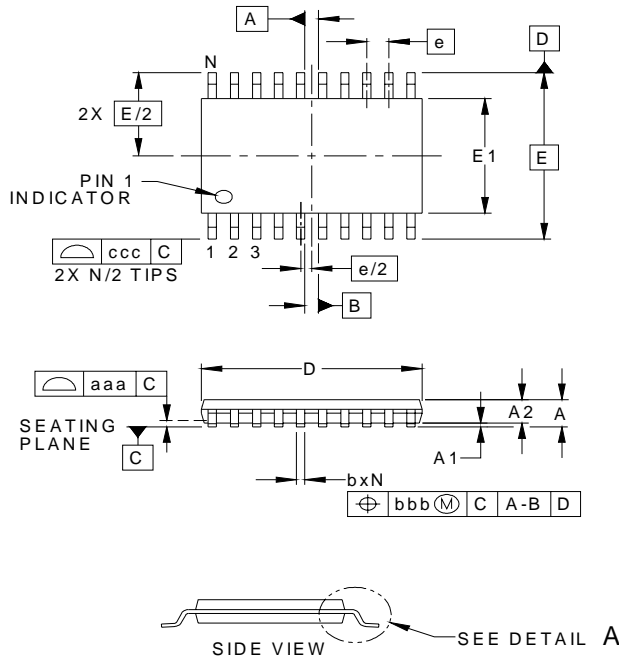 A
e
D
N
2X E/2
E1
E
PIN 1
INDICATOR
ccc C
1 2 3
2X N/2 TIPS
e/2
B
D
aaa C
A2 A
SEATING
PLANE
C
A1
bxN
⌖ bbb Ⓜ C A-B D
SIDE VIEW
SEE DETAIL A